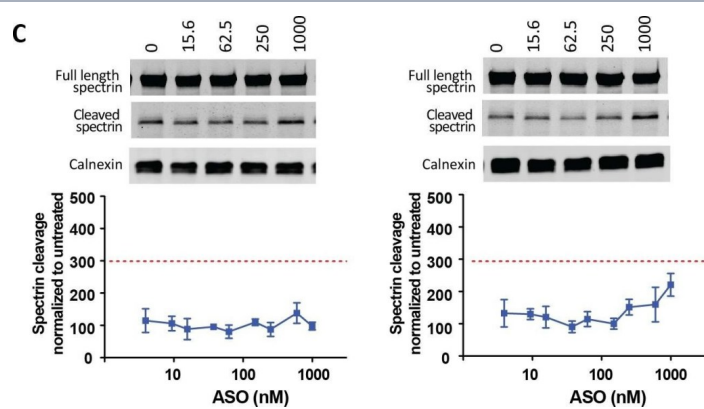 C
0 15.6 62.5 250 1000
Full length
spectrin
Cleaved
spectrin
Calnexin
Spectrin cleavage
normalized to untreated
500
400
300
200
100
0
10 100 1000
ASO (nM)
0 15.6 62.5 250 1000
Full length
spectrin
Cleaved
spectrin
Calnexin
Spectrin cleavage
normalized to untreated
500
400
300
200
100
0
10 100 1000
ASO (nM)